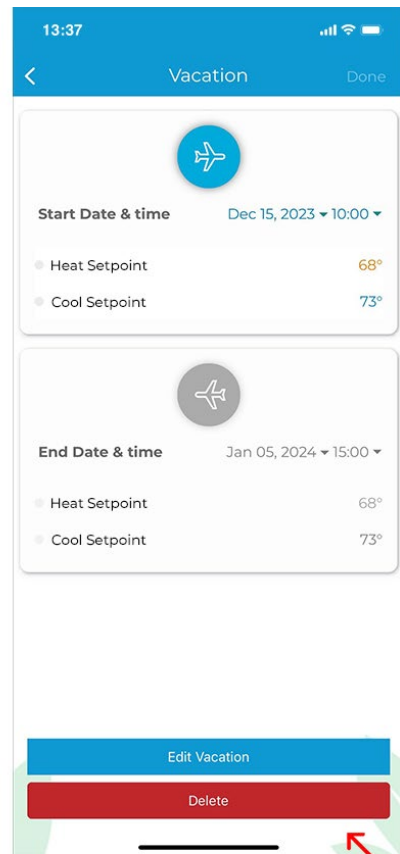 13:37
Vacation Done
Start Date & time Dec 15, 2023 10:00
Heat Setpoint 68°
Cool Setpoint 73°
End Date & time Jan 05, 2024 15:00
Heat Setpoint 68°
Cool Setpoint 73°
Edit Vacation
Delete